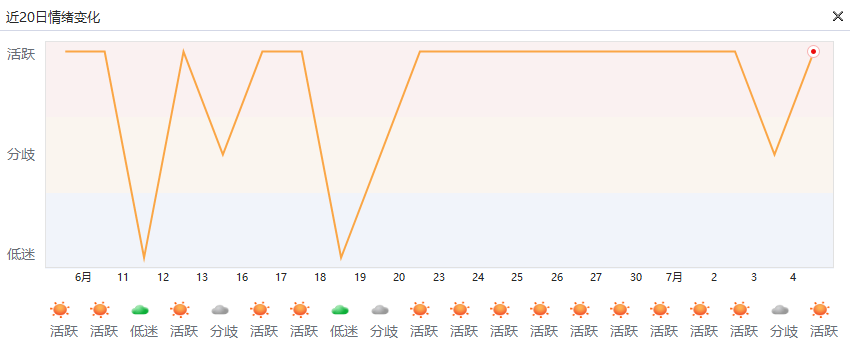 近20日情绪变化
活跃
分歧
低迷
6月 11 12 13 16 17 18 19 20 23 24 25 26 27 30 7月 2 3 4
活跃 活跃 低迷 活跃 分歧 活跃 活跃 低迷 分歧 活跃 活跃 活跃 活跃 活跃 活跃 活跃 活跃 活跃 分歧 活跃